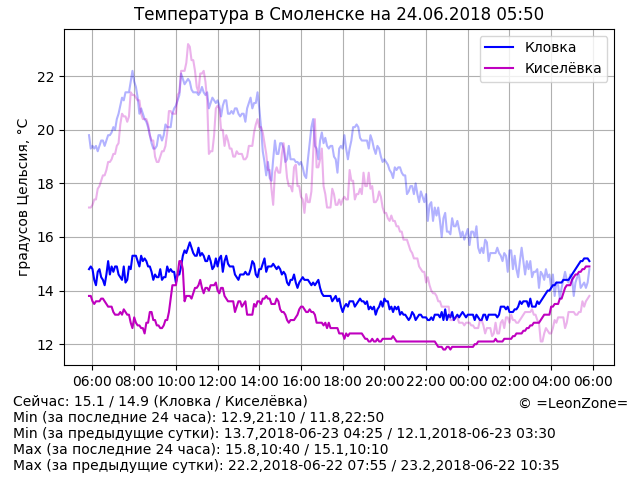 Температура в Смоленске на 24.06.2018 05:50
Кловка
Киселёвка
градусов Цельсия, °C
22
20
18
16
14
12
06:00 08:00 10:00 12:00 14:00 16:00 18:00 20:00 22:00 00:00 02:00 04:00 06:00
Сейчас: 15.1 / 14.9 (Кловка / Киселёвка)
© =LeonZone=
Min (за последние 24 часа): 12.9,21:10 / 11.8,22:50
Min (за предыдущие сутки): 13.7,2018-06-23 04:25 / 12.1,2018-06-23 03:30
Max (за последние 24 часа): 15.8,10:40 / 15.1,10:10
Max (за предыдущие сутки): 22.2,2018-06-22 07:55 / 23.2,2018-06-22 10:35